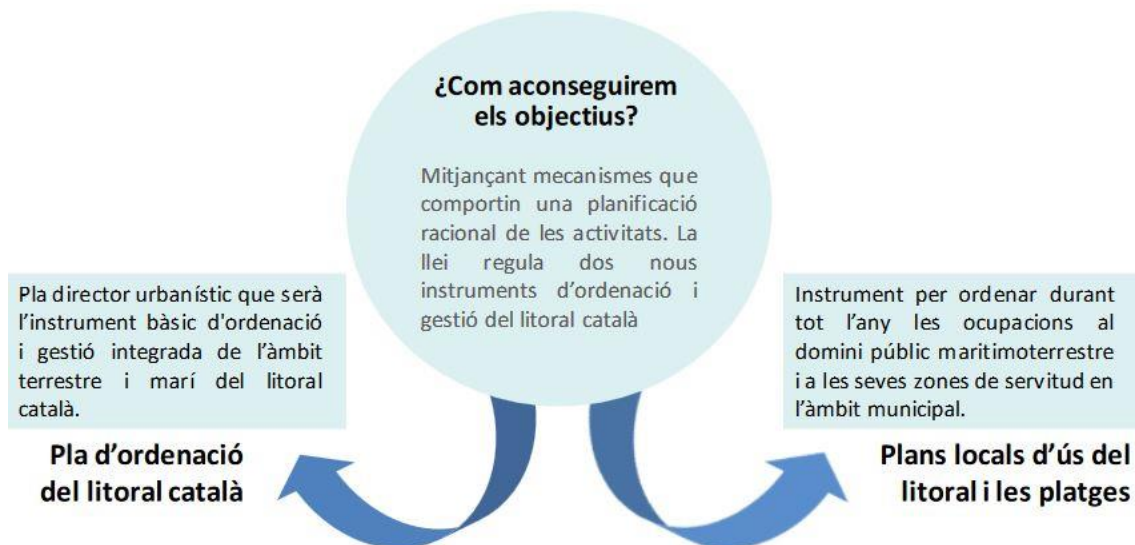 ¿Com aconseguirem
els objectius?
Mitjançant mecanismes que
comportin una planificació
racional de les activitats. La
llei regula dos nous
instruments d’ordenació i
gestió del litoral català
Pla director urbanístic que serà
l’instrument bàsic d'ordenació
i gestió integrada de l’àmbit
terrestre i marí del litoral
català.
Pla d’ordenació
del litoral català
Instrument per ordenar durant
tot l’any les ocupacions al
domini públic maritimoterrestre
i a les seves zones de servitud en
l’àmbit municipal.
Plans locals d’ús del
litoral i les platges